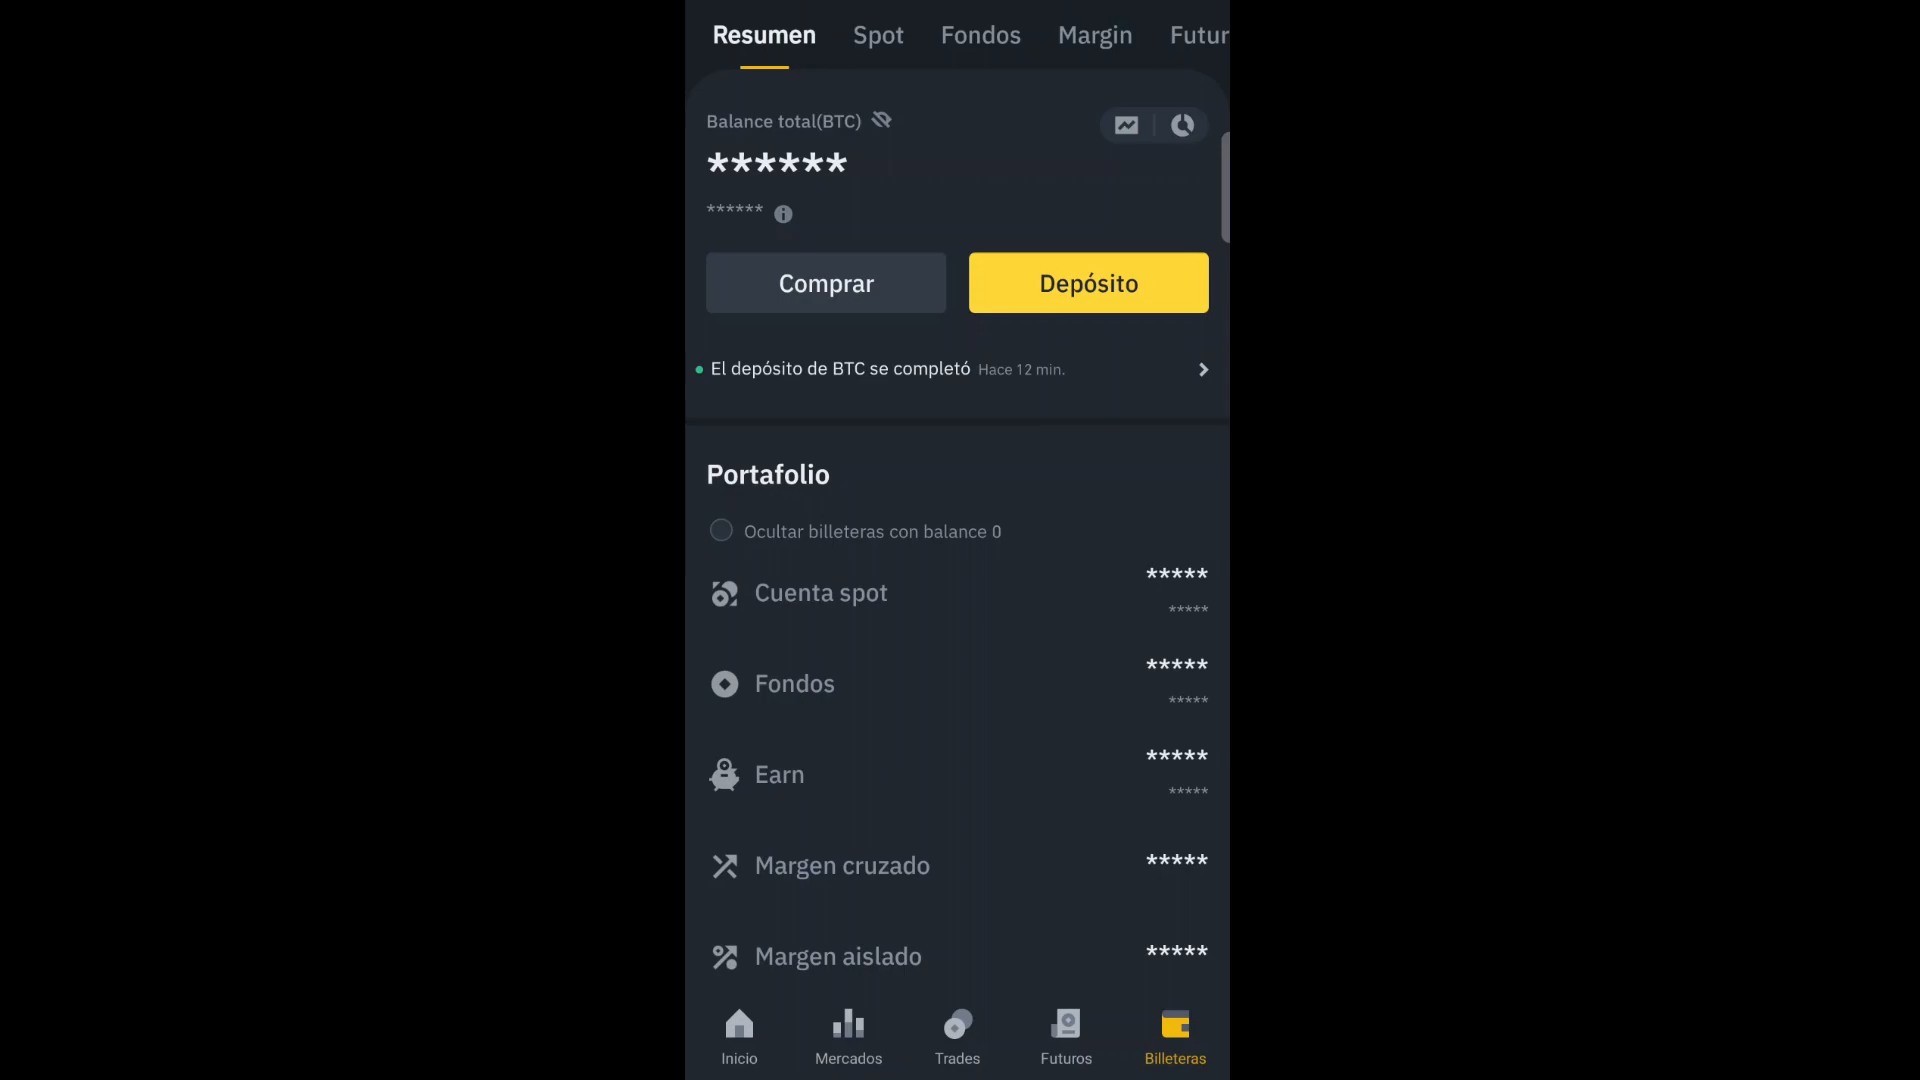 Resumen Spot Fondos Margin Futur
Balance total(BTC)
******
******
Comprar Depósito
El depósito de BTC se completó Hace 12 min.
Portafolio
Ocultar billeteras con balance 0
Cuenta spot *****
*****
Fondos *****
*****
Earn *****
*****
Margen cruzado *****
Margen aislado *****
Inicio Mercados Trades Futuros Billeteras